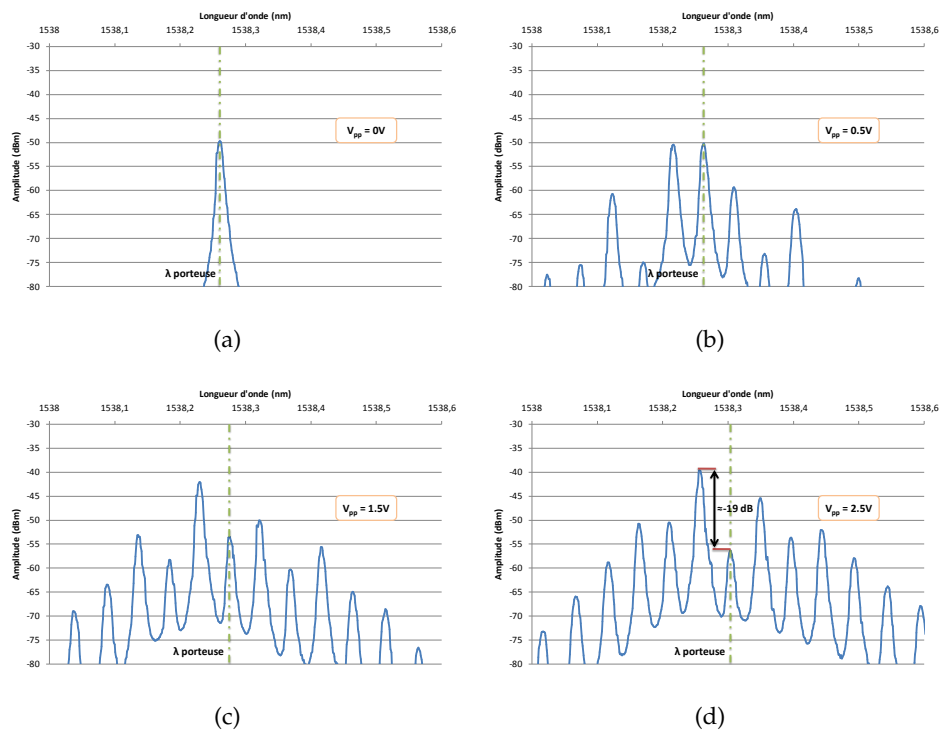 Longueur d'onde (nm)
1538 1538,1 1538,2 1538,3 1538,4 1538,5 1538,6
-30
-35
-40
-45
-50
-55
-60
-65
-70
-75
-80
Amplitude (dBm)
V_pp = 0V
λ porteuse
(a)
Longueur d'onde (nm)
1538 1538,1 1538,2 1538,3 1538,4 1538,5 1538,6
-30
-35
-40
-45
-50
-55
-60
-65
-70
-75
-80
Amplitude (dBm)
V_pp = 0.5V
λ porteuse
(b)
Longueur d'onde (nm)
1538 1538,1 1538,2 1538,3 1538,4 1538,5 1538,6
-30
-35
-40
-45
-50
-55
-60
-65
-70
-75
-80
Amplitude (dBm)
V_pp = 1.5V
λ porteuse
(c)
Longueur d'onde (nm)
1538 1538,1 1538,2 1538,3 1538,4 1538,5 1538,6
-30
-35
-40
-45
-50
-55
-60
-65
-70
-75
-80
Amplitude (dBm)
≈-19 dB
V_pp = 2.5V
λ porteuse
(d)